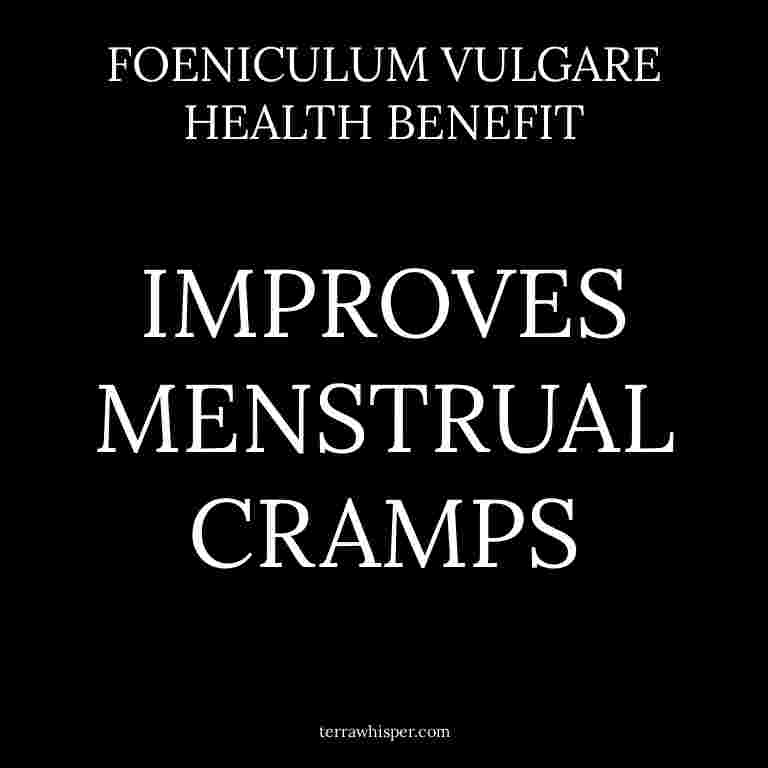 FOENICULUM VULGARE
HEALTH BENEFIT
IMPROVES
MENSTRUAL
CRAMPS
terrawhisper.com